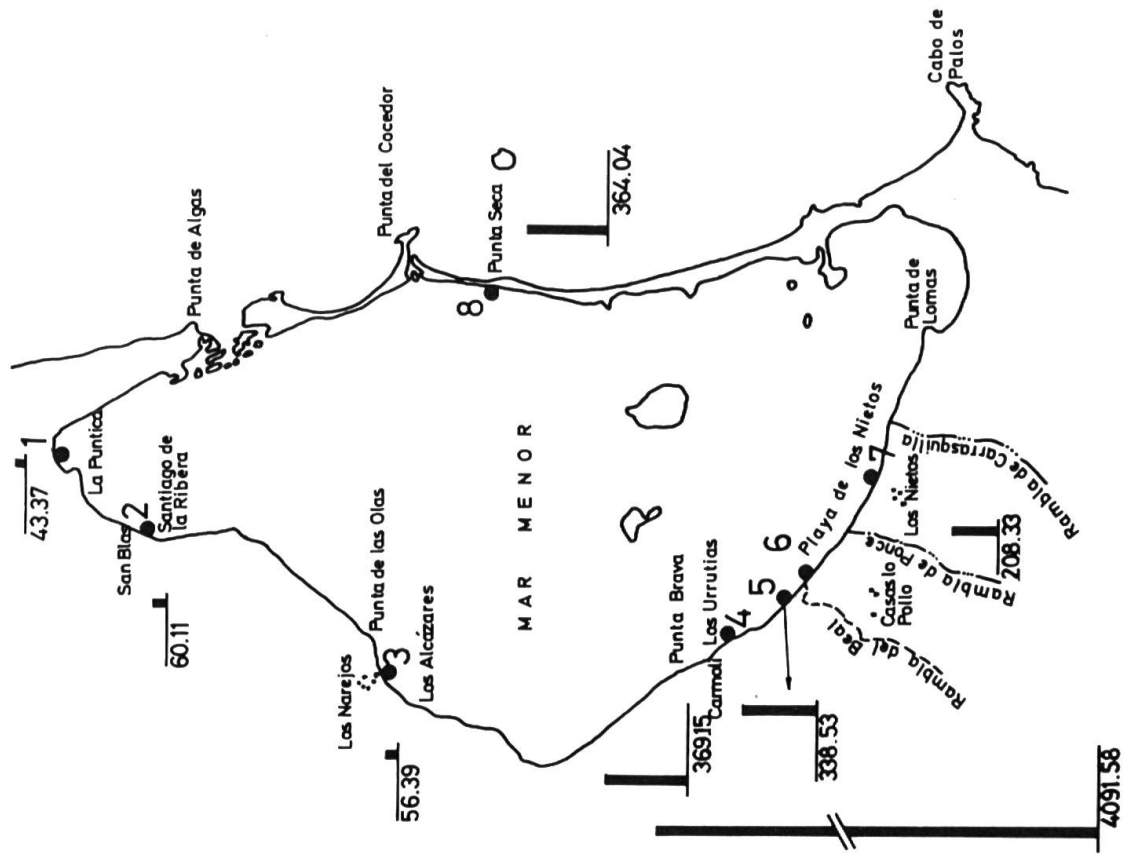 43.37
1
La Puntica
San Blas
2
Santiago de
la Ribera
60.11
Punta de Algas
Punta del Cocedor
Punta Seca
8
364.04
Los Narejos
Punta de las Olas
3
Los Alcázares
56.39
MAR MENOR
Punta Brava
Carmolí
Los Urrutias
4
369.15
5
338.53
6
Playa de los Nietos
7
Los Nietos
208.33
Punta de
Lomas
Cabo de
Palos
Casas lo
Pollo
Rambla del Beal
Rambla de Ponce
Rambla de Carrasquilla
4091.58